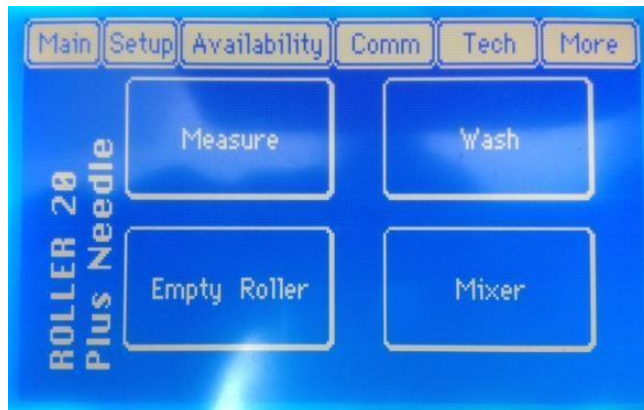 Main Setup Availability Comm Tech More
ROLLER 20
Plus Needle
Measure
Wash
Empty Roller
Mixer